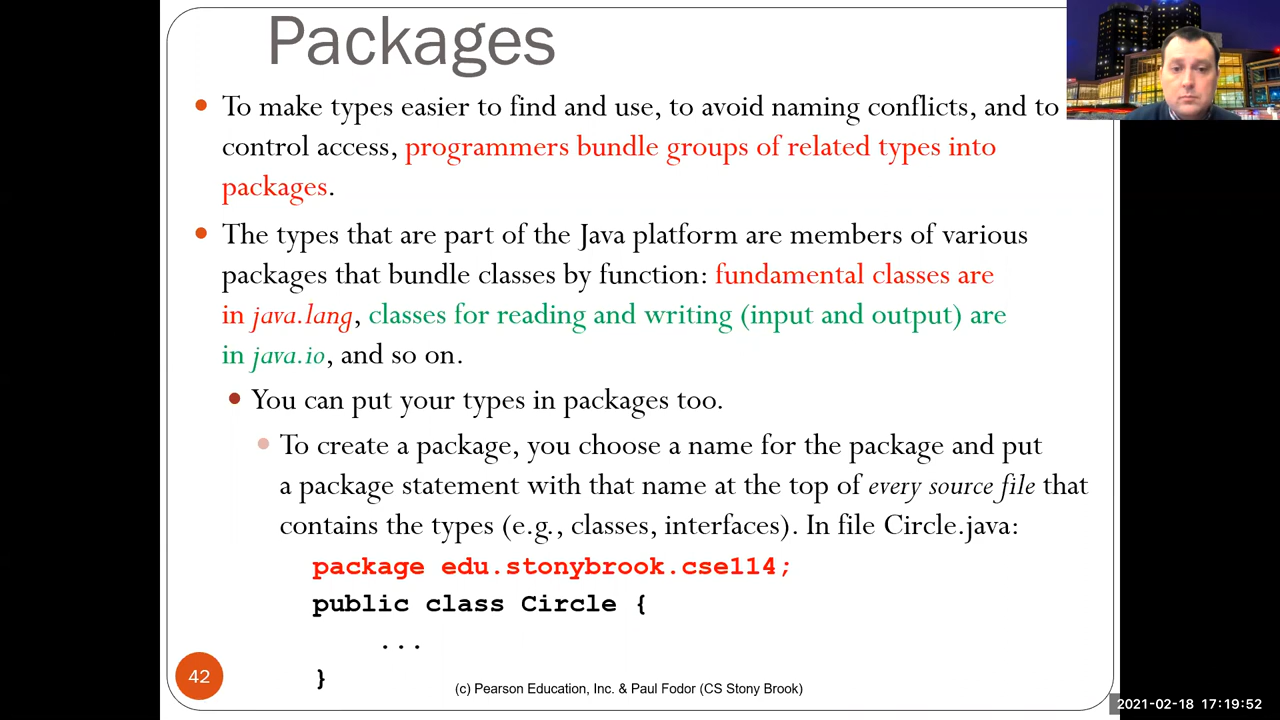 Packages
To make types easier to find and use, to avoid naming conflicts, and to
control access, programmers bundle groups of related types into
packages.
The types that are part of the Java platform are members of various
packages that bundle classes by function: fundamental classes are
in java.lang, classes for reading and writing (input and output) are
in java.io, and so on.
You can put your types in packages too.
To create a package, you choose a name for the package and put
a package statement with that name at the top of every source file that
contains the types (e.g., classes, interfaces). In file Circle.java:
package edu.stonybrook.cse114;
public class Circle {
...
}
42
(c) Pearson Education, Inc. & Paul Fodor (CS Stony Brook)
2021-02-18 17:19:52